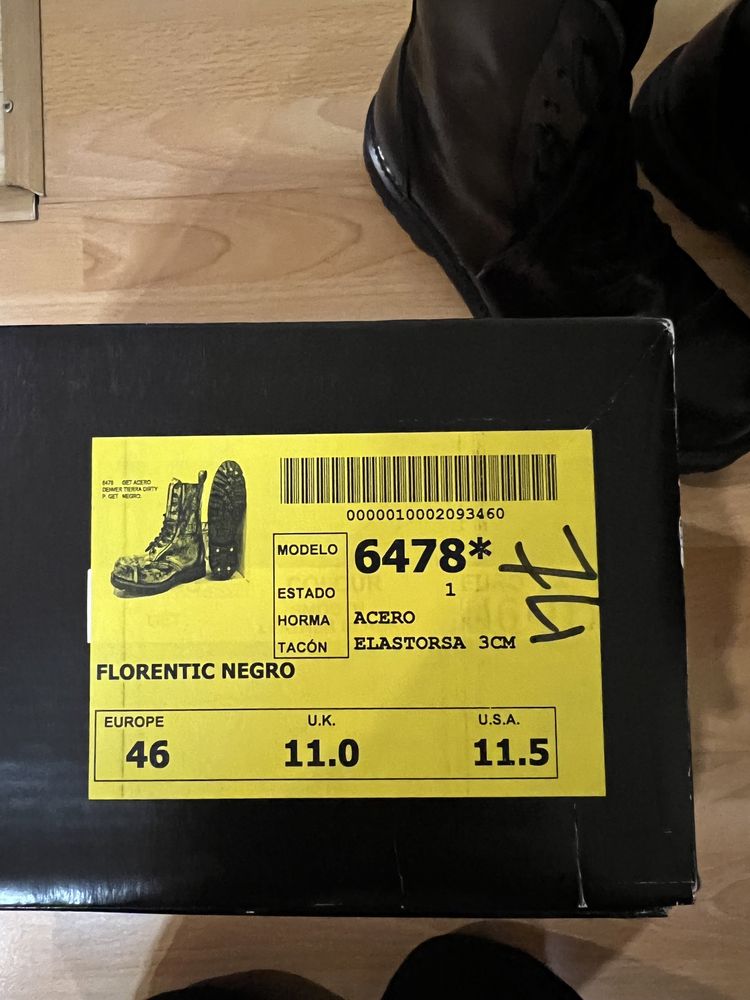 6478 GET ACERO
DENVER TIERRA DIRTY
P. GET NEGRO.
0000010002093460
MODELO 6478*
ESTADO 1
HORMA ACERO
TACÓN ELASTORSA 3CM
FLORENTIC NEGRO
EUROPE U.K. U.S.A.
46 11.0 11.5